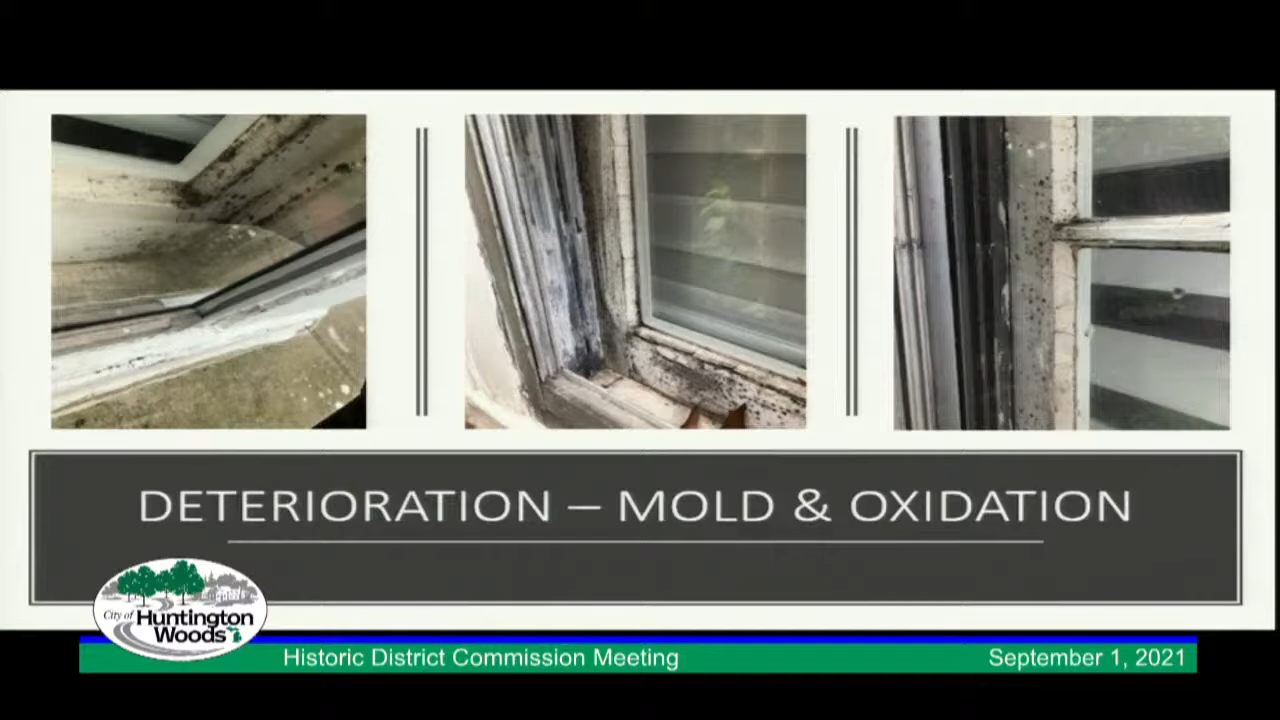 DETERIORATION – MOLD & OXIDATION
City of
Huntington
Woods
Historic District Commission Meeting
September 1, 2021